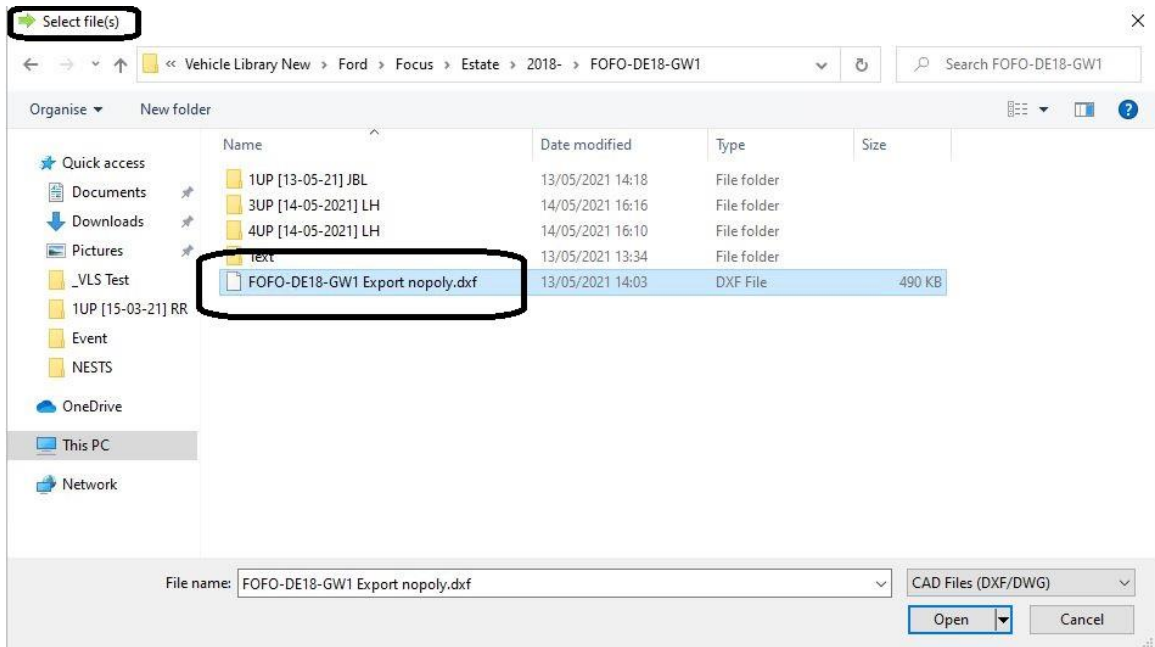 Select file(s)
« Vehicle Library New > Ford > Focus > Estate > 2018- > FOFO-DE18-GW1
Search FOFO-DE18-GW1
Organise
New folder
Name
Date modified
Type
Size
Quick access
Documents
Downloads
Pictures
_VLS Test
1UP [15-03-21] RR
Event
NESTS
OneDrive
This PC
Network
1UP [13-05-21] JBL 13/05/2021 14:18 File folder
3UP [14-05-2021] LH 14/05/2021 16:16 File folder
4UP [14-05-2021] LH 14/05/2021 16:10 File folder
Text 13/05/2021 13:34 File folder
FOFO-DE18-GW1 Export nopoly.dxf 13/05/2021 14:03 DXF File 490 KB
File name: FOFO-DE18-GW1 Export nopoly.dxf
CAD Files (DXF/DWG)
Open
Cancel